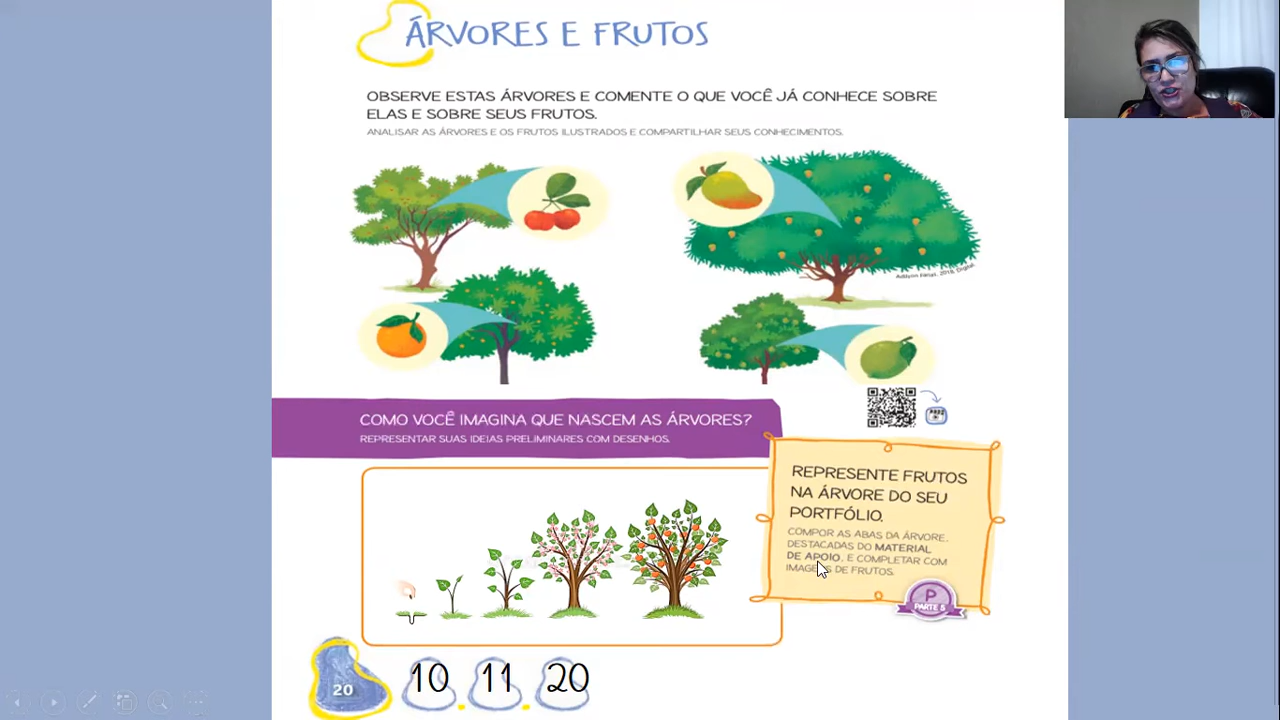 ÁRVORES E FRUTOS
OBSERVE ESTAS ÁRVORES E COMENTE O QUE VOCÊ JÁ CONHECE SOBRE
ELAS E SOBRE SEUS FRUTOS.
ANALISAR AS ÁRVORES E OS FRUTOS ILUSTRADOS E COMPARTILHAR SEUS CONHECIMENTOS.
COMO VOCÊ IMAGINA QUE NASCEM AS ÁRVORES?
REPRESENTAR SUAS IDEIAS PRELIMINARES COM DESENHOS.
REPRESENTE FRUTOS
NA ÁRVORE DO SEU
PORTFÓLIO.
COMPOR AS ABAS DA ÁRVORE,
DESTACADAS DO MATERIAL
DE APOIO, E COMPLETAR COM
IMAGENS DE FRUTOS.
P
PARTE 5
20
10 . 11 . 20